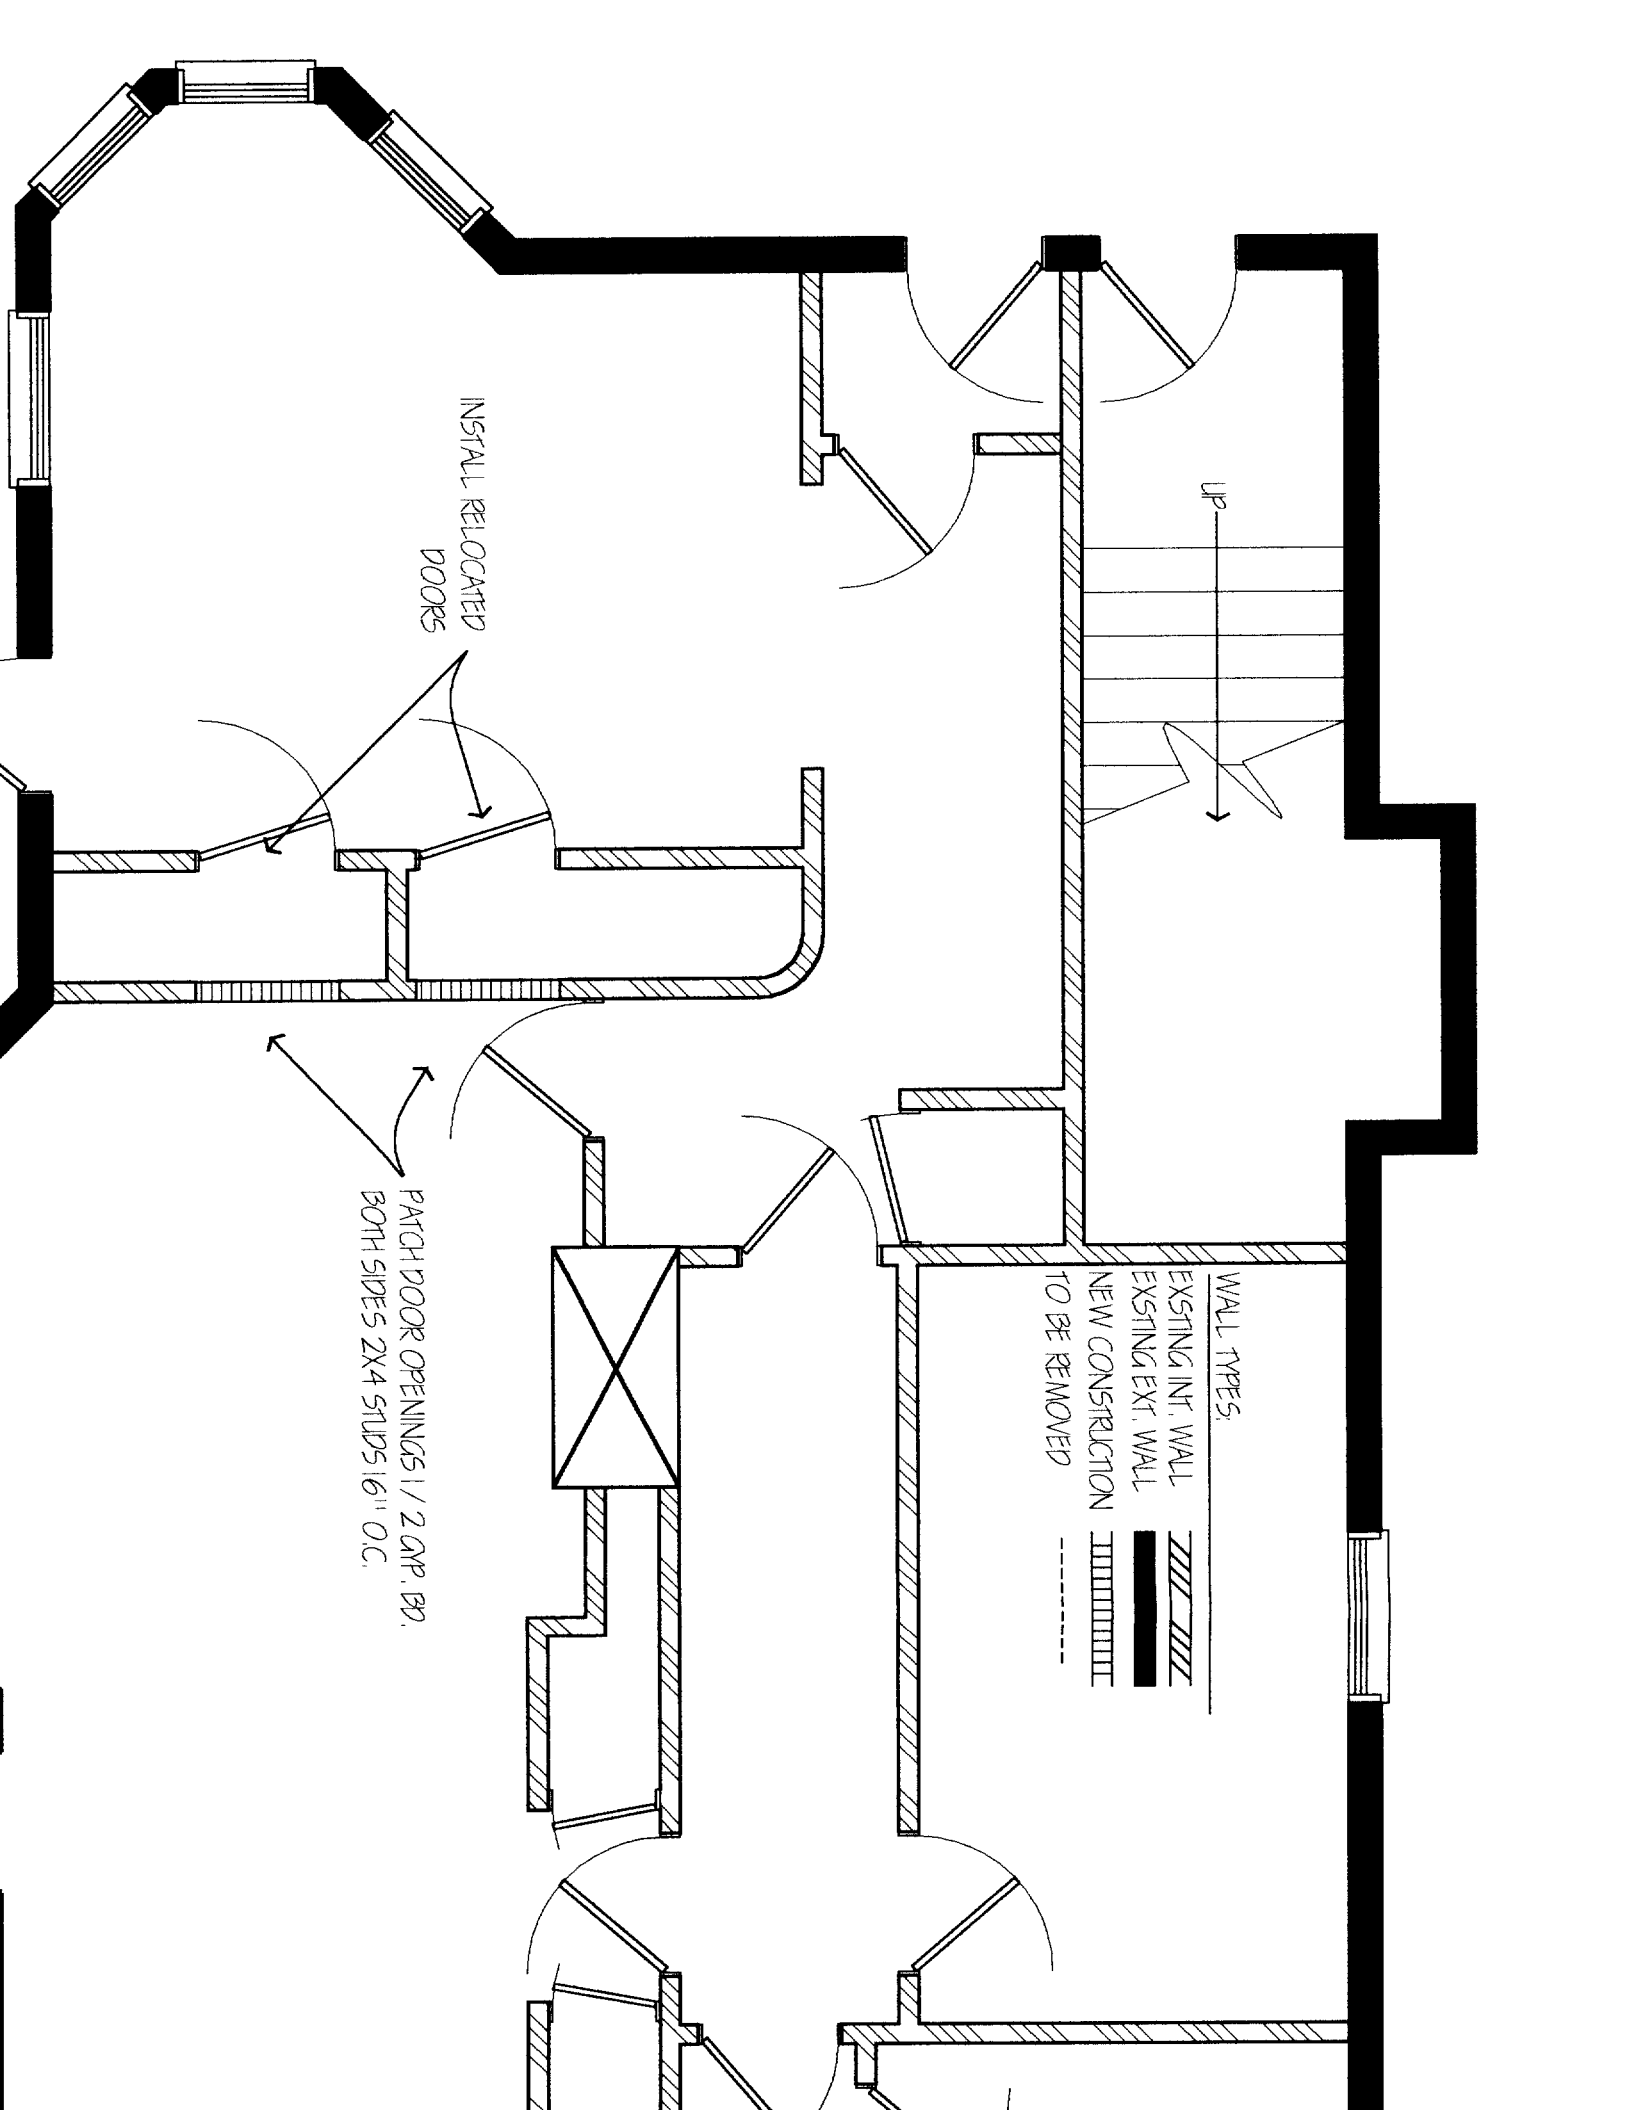 INSTALL RELOCATED
DOORS
UP
PATCH DOOR OPENINGS 1/2 GYP. BD.
BOTH SIDES 2X4 STUDS 16" O.C.
WALL TYPES:
EXSTING INT. WALL
EXSTING EXT. WALL
NEW CONSTRUCTION
TO BE REMOVED